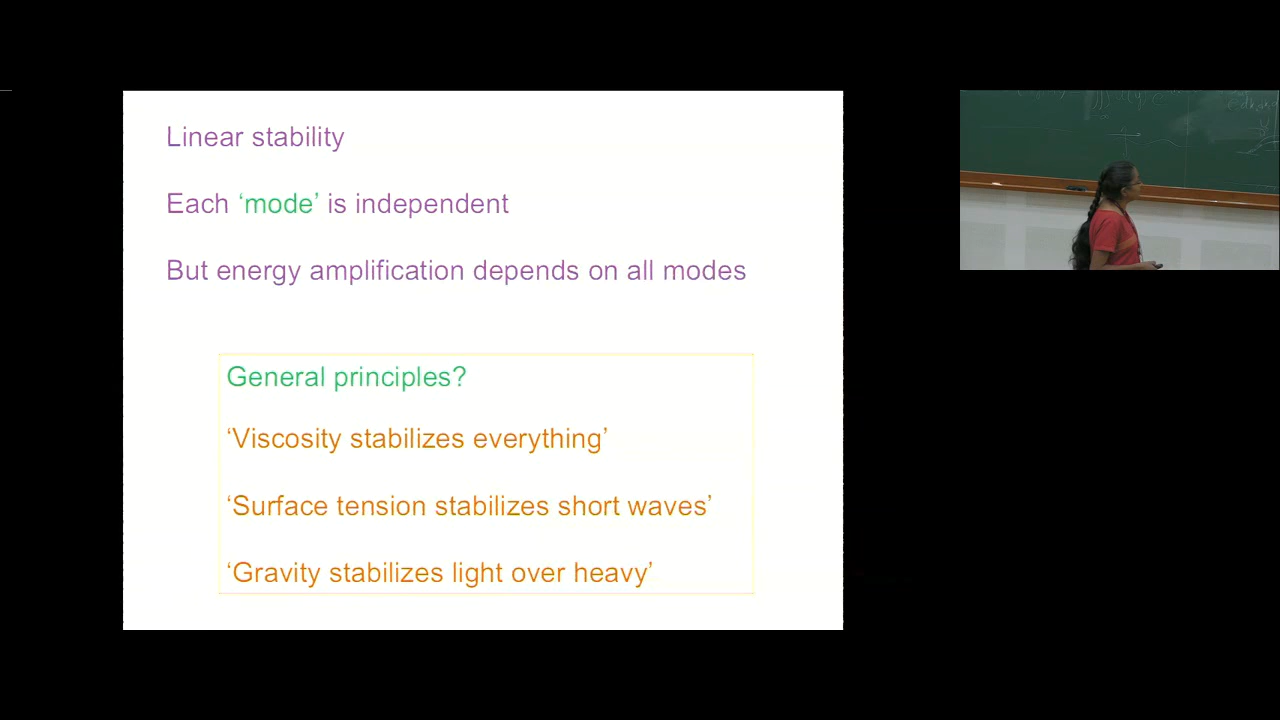 Linear stability
Each ‘mode’ is independent
But energy amplification depends on all modes
General principles?
‘Viscosity stabilizes everything’
‘Surface tension stabilizes short waves’
‘Gravity stabilizes light over heavy’